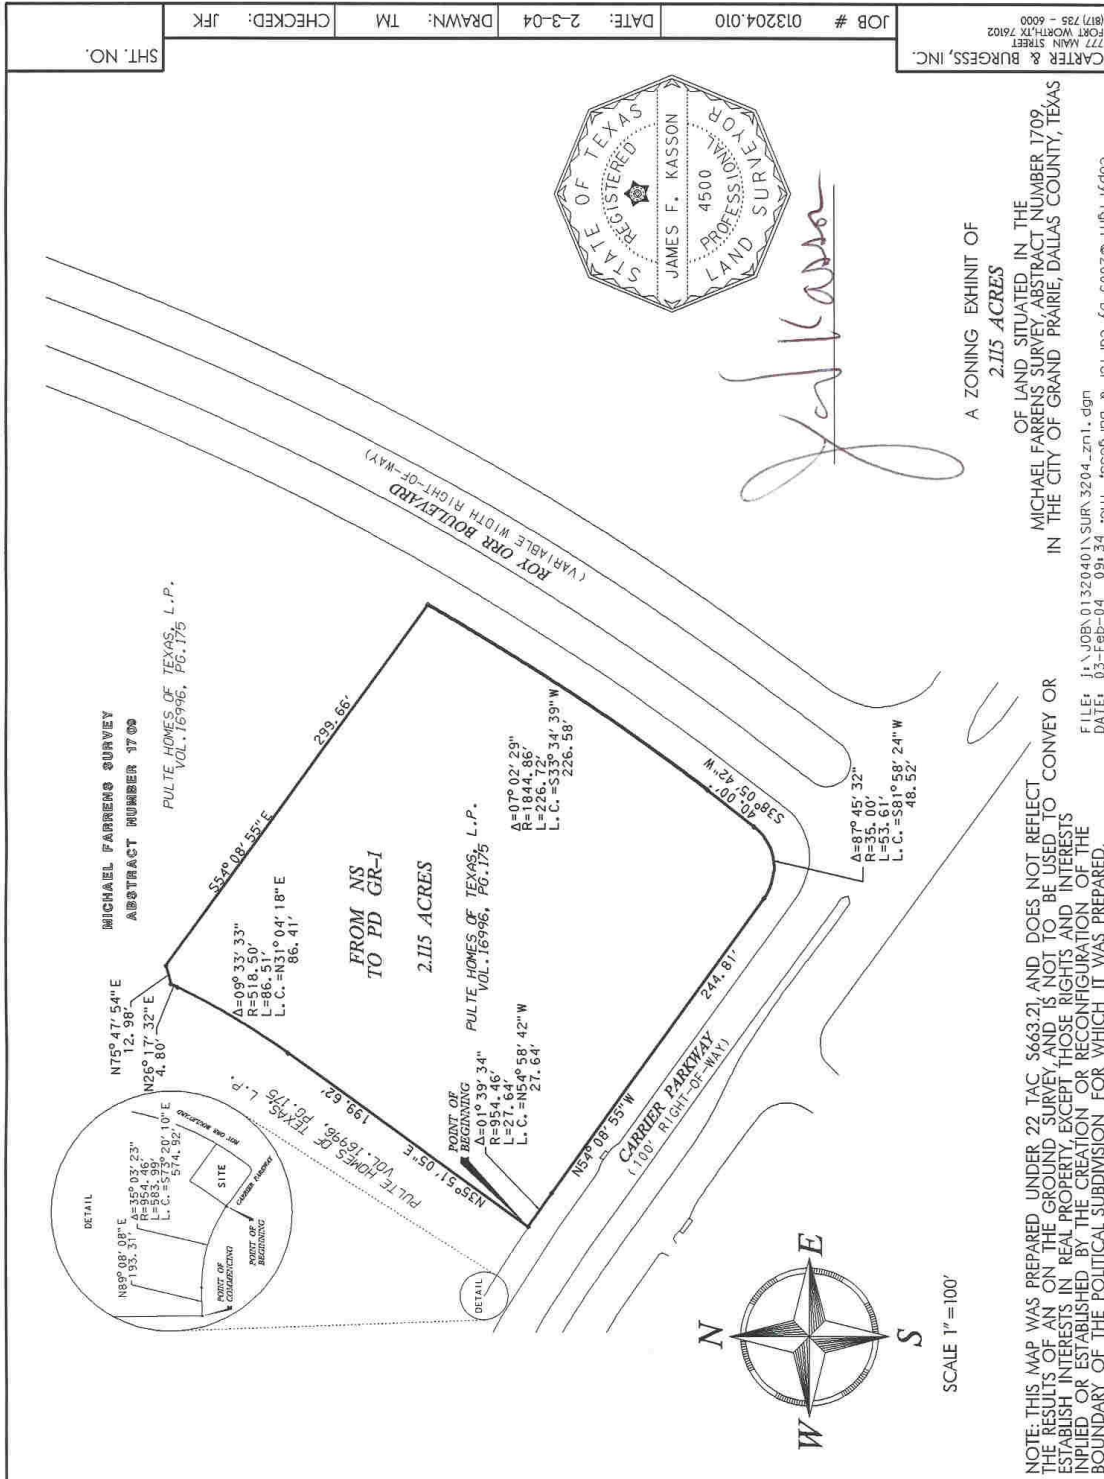 MICHAEL FARRENS SURVEY
ABSTRACT NUMBER 1709
PULTE HOMES OF TEXAS, L.P.
VOL.16996, PG.175
N75°47'54"E
12.98'
N26°17'32"E
4.80'
S54°08'55"E
299.66'
Δ=09°33'33"
R=518.50'
L=86.51'
L.C.=N31°04'18"E
86.41'
FROM NS
TO PD GR-1
2.115 ACRES
PULTE HOMES OF TEXAS, L.P.
VOL.16996, PG.175
Δ=07°02'29"
R=1844.86'
L=226.72'
L.C.=S33°34'39"W
226.58'
ROY ORR BOULEVARD
(VARIABLE WIDTH RIGHT-OF-WAY)
PULTE HOMES OF TEXAS L.P.
VOL.16996, PG.175
N35°51'05"E
199.62'
POINT OF
BEGINNING
Δ=01°39'34"
R=954.46'
L=27.64'
L.C.=N54°58'42"W
27.64'
S38°05'42"W
40.00'
Δ=87°45'32"
R=35.00'
L=53.61'
L.C.=S81°58'24"W
48.52'
N54°08'55"W
244.81'
CARRIER PARKWAY
(100' RIGHT-OF-WAY)
DETAIL
N89°08'08"E
193.31'
Δ=35°03'23"
R=954.46'
L=583.99'
L.C.=S73°20'10"E
574.92'
ROY ORR BOULEVARD
SITE
CARRIER PARKWAY
POINT OF
COMMENCING
POINT OF
BEGINNING
DETAIL
N
W
E
S
SCALE 1"=100'
STATE OF TEXAS
REGISTERED
JAMES F. KASSON
4500
PROFESSIONAL
LAND SURVEYOR
A ZONING EXHINIT OF
2.115 ACRES
OF LAND SITUATED IN THE
MICHAEL FARRENS SURVEY, ABSTRACT NUMBER 1709,
IN THE CITY OF GRAND PRAIRIE, DALLAS COUNTY, TEXAS
NOTE: THIS MAP WAS PREPARED UNDER 22 TAC S663.21, AND DOES NOT REFLECT
THE RESULTS OF AN ON THE GROUND SURVEY, AND IS NOT TO BE USED TO CONVEY OR
ESTABLISH INTERESTS IN REAL PROPERTY EXCEPT THOSE RIGHTS AND INTERESTS
INPLIED OR ESTABLISHED BY THE CREATION OR RECONFIGURATION OF THE
BOUNDARY OF THE POLITICAL SUBDIVISION FOR WHICH IT WAS PREPARED.
FILE: j:\JOB\01320401\SUR\3204_zn1.dgn
DATE: 03-Feb-04 09:34
CARTER & BURGESS, INC.
777 MAIN STREET
FORT WORTH,TX 76102
(817) 735 - 6000
JOB # 013204.010
DATE: 2-3-04
DRAWN: TM
CHECKED: JFK
SHT. NO.